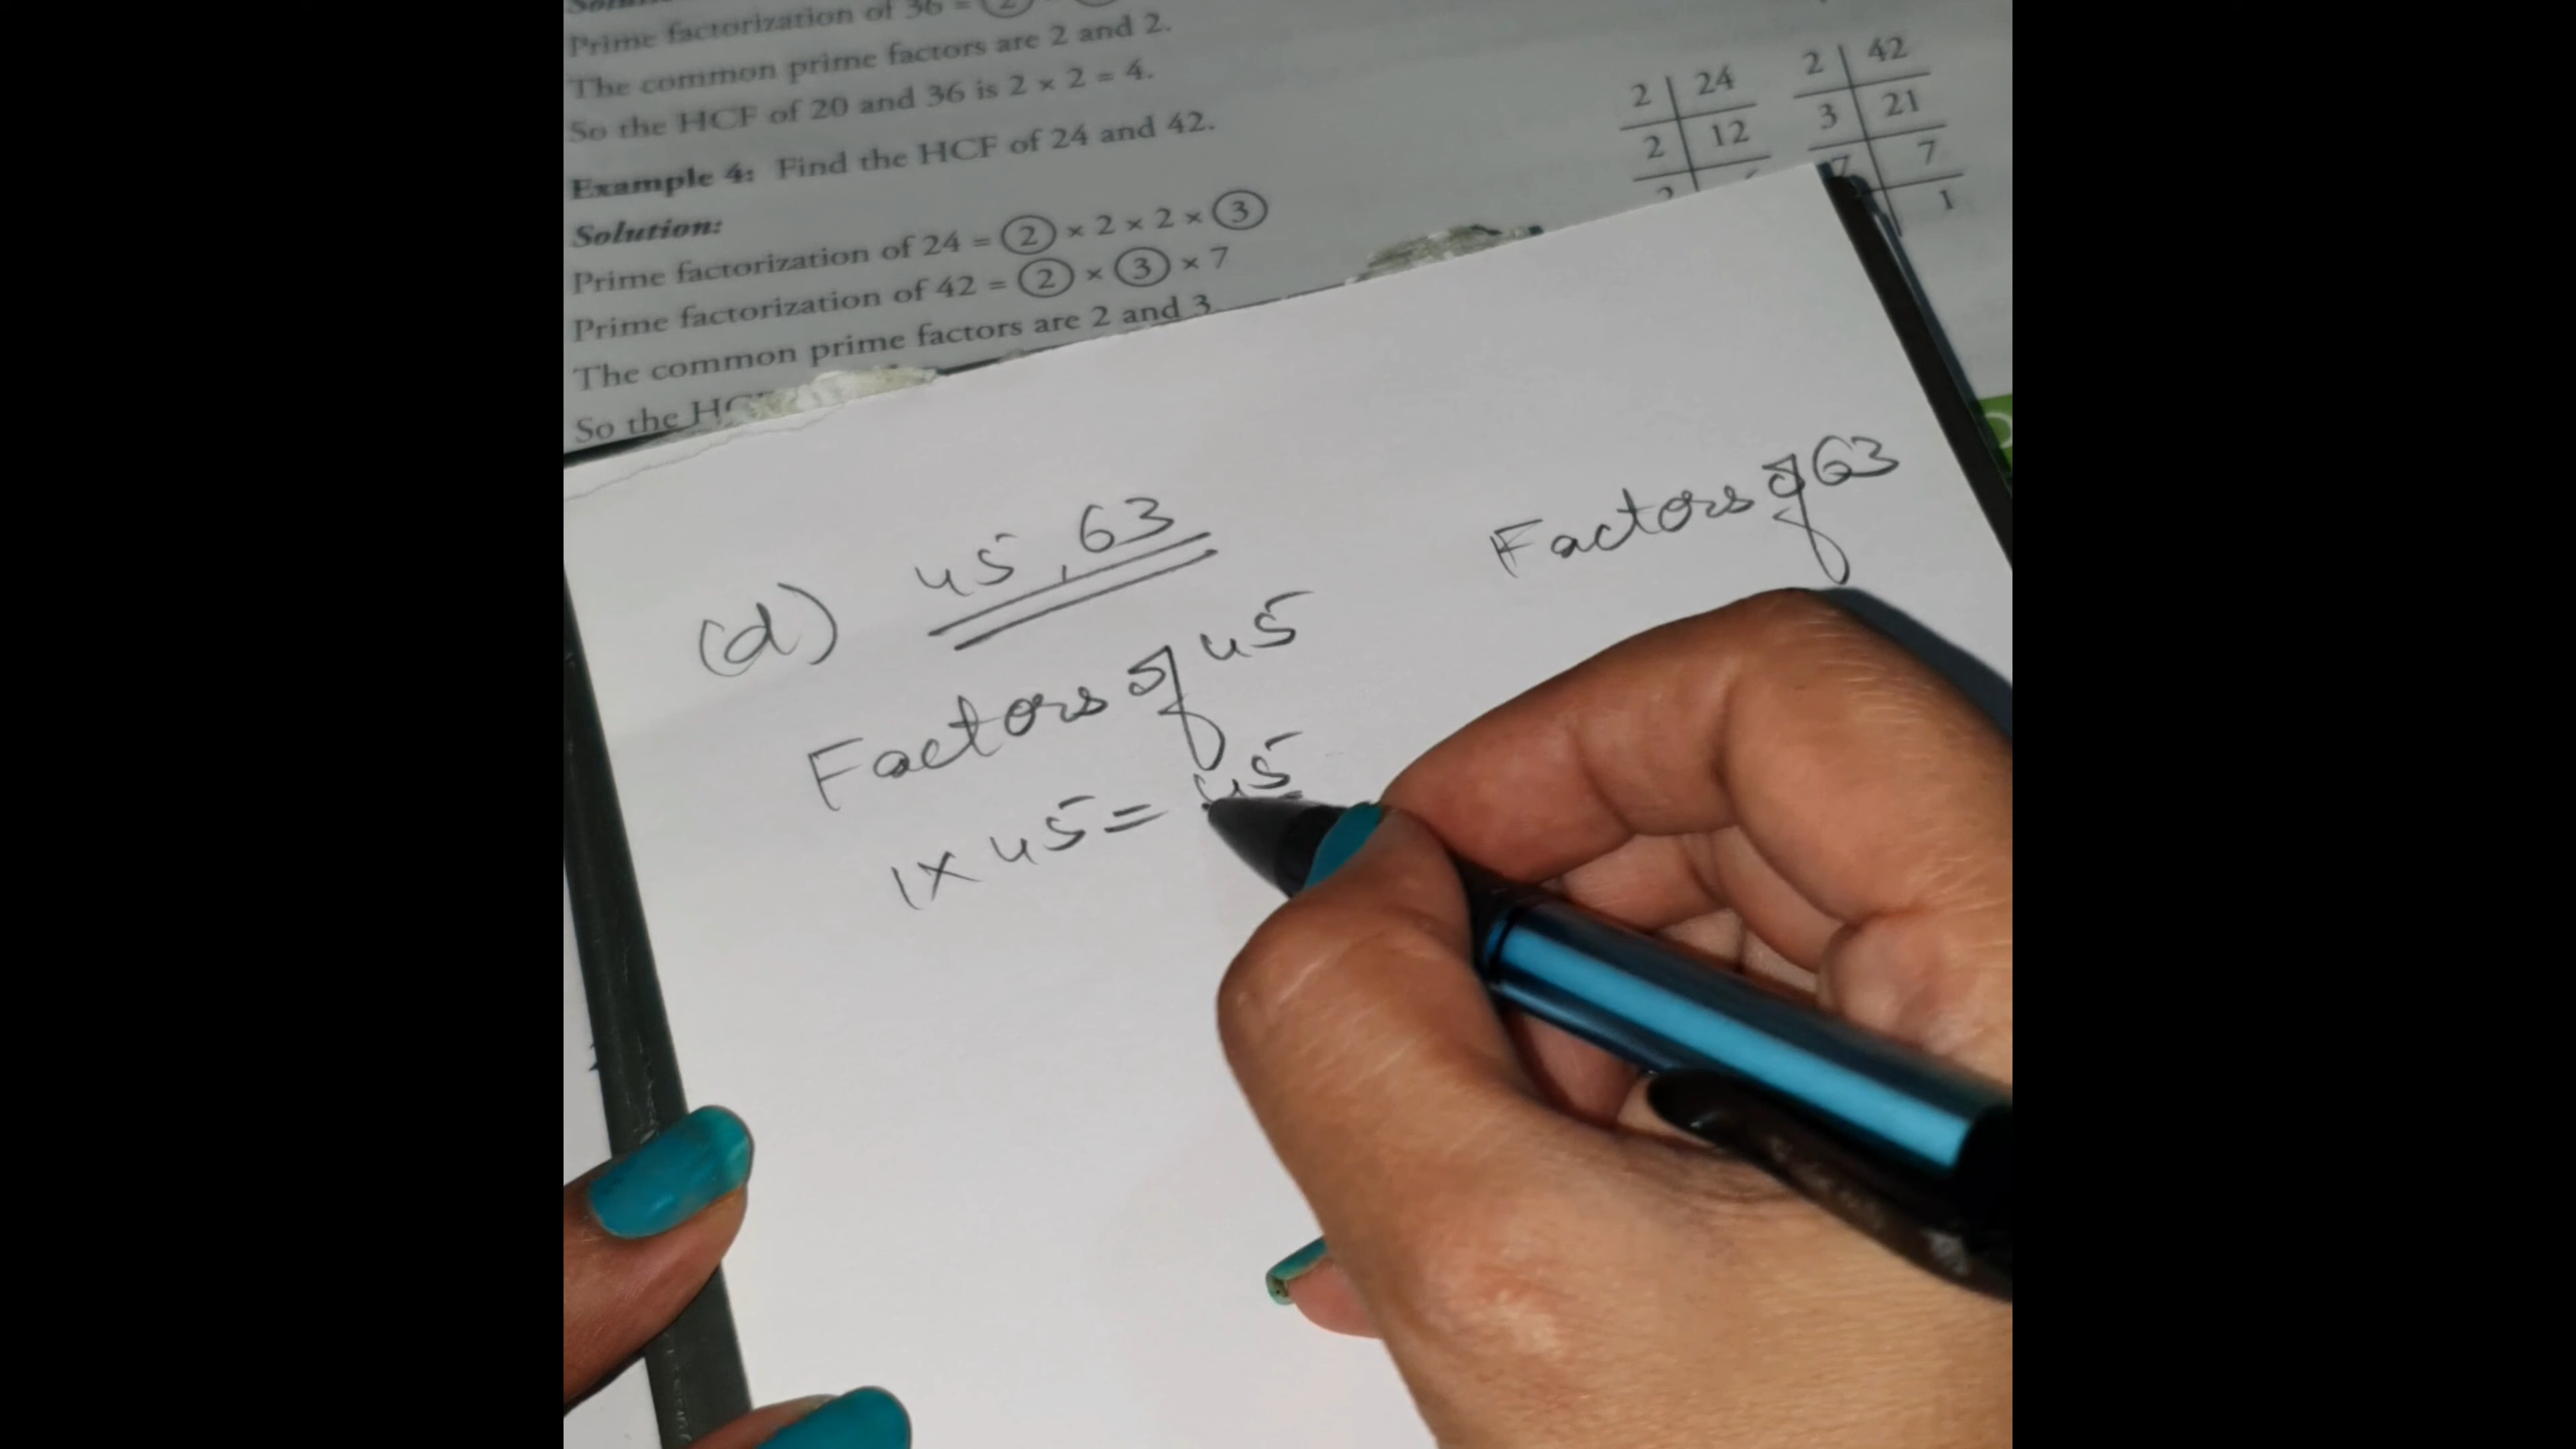 Prime factorization of 36 = 2
The common prime factors are 2 and 2.
So the HCF of 20 and 36 is 2 × 2 = 4.
Example 4: Find the HCF of 24 and 42.
Solution:
Prime factorization of 24 = 2 × 2 × 2 × 3
Prime factorization of 42 = 2 × 3 × 7
The common prime factors are 2 and 3
So the
2 24
2 12
2 42
3 21
7 7
1
(d) 45, 63
Factors of 45
1 × 45 = 45
Factors of 63